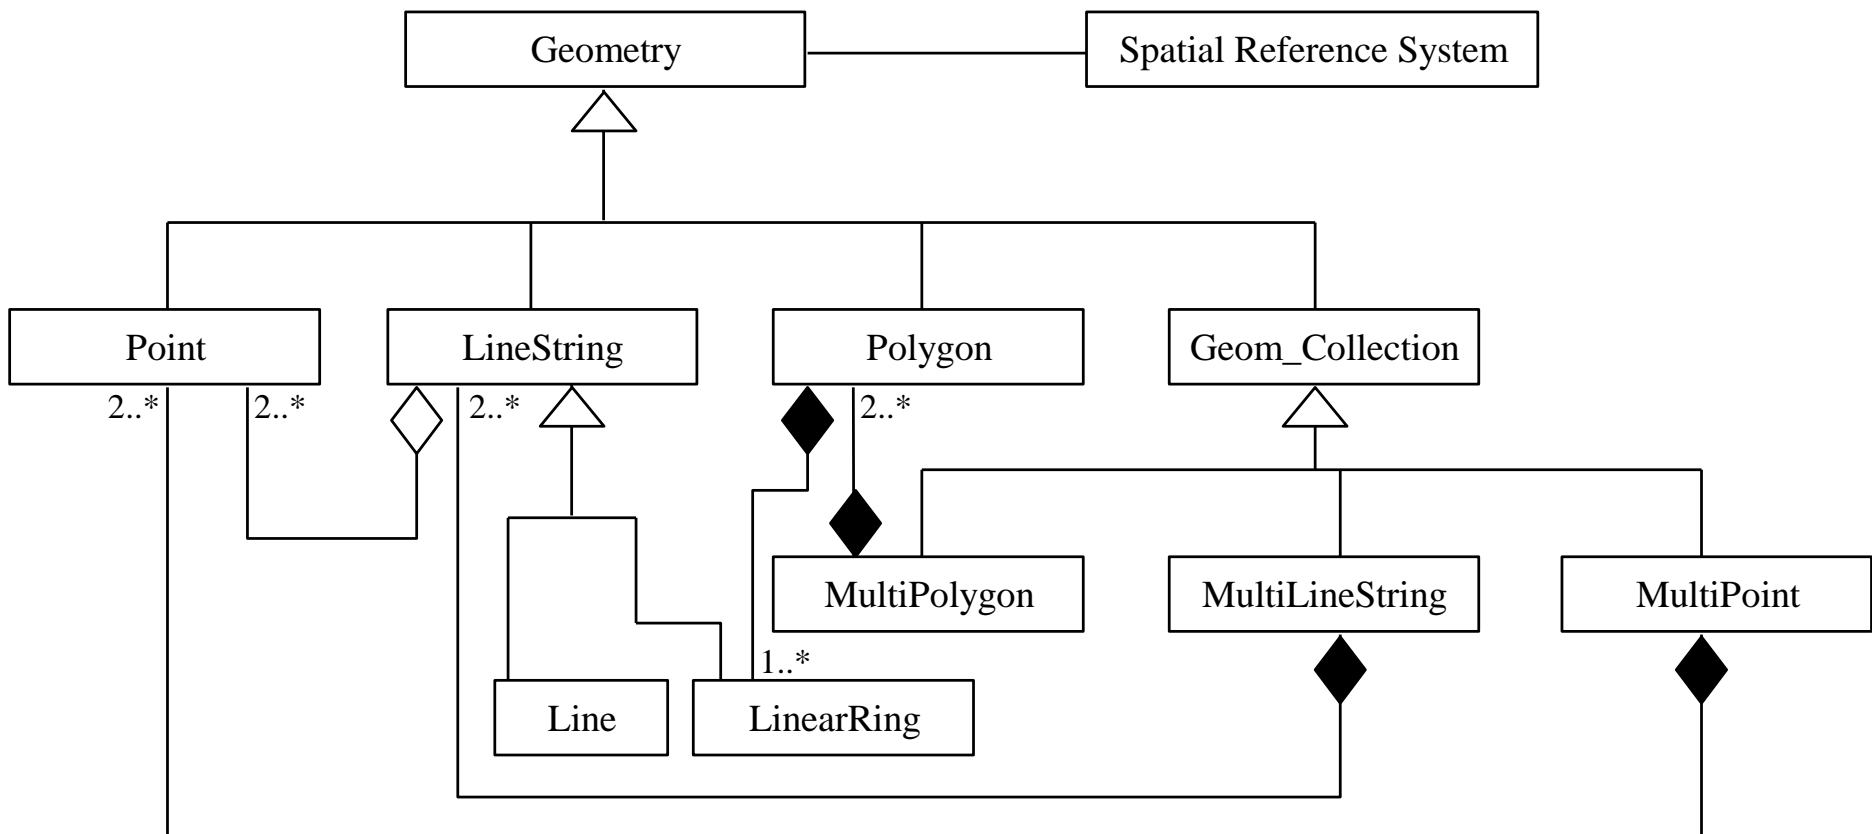 Geometry
Spatial Reference System
Point
LineString
Polygon
Geom_Collection
2..*
2..*
2..*
2..*
MultiPolygon
MultiLineString
MultiPoint
1..*
Line
LinearRing